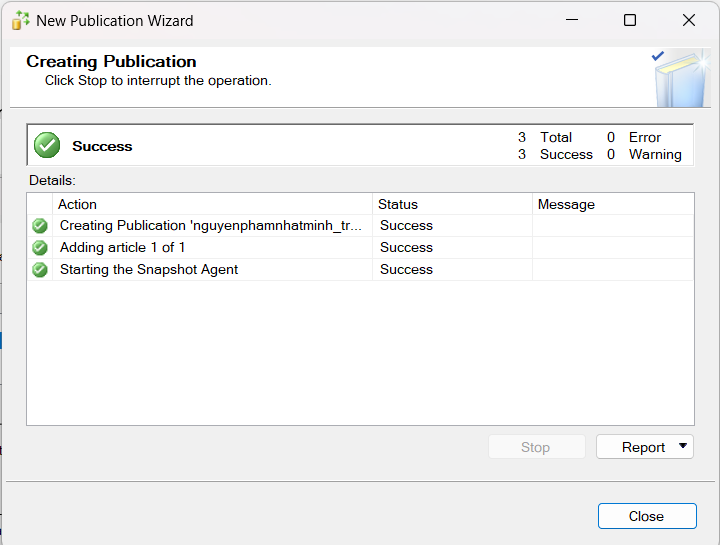 New Publication Wizard
Creating Publication
Click Stop to interrupt the operation.
Success
3 Total 0 Error
3 Success 0 Warning
Details:
Action Status Message
Creating Publication 'nguyenphamnhatminh_tr... Success
Adding article 1 of 1 Success
Starting the Snapshot Agent Success
Stop Report
Close